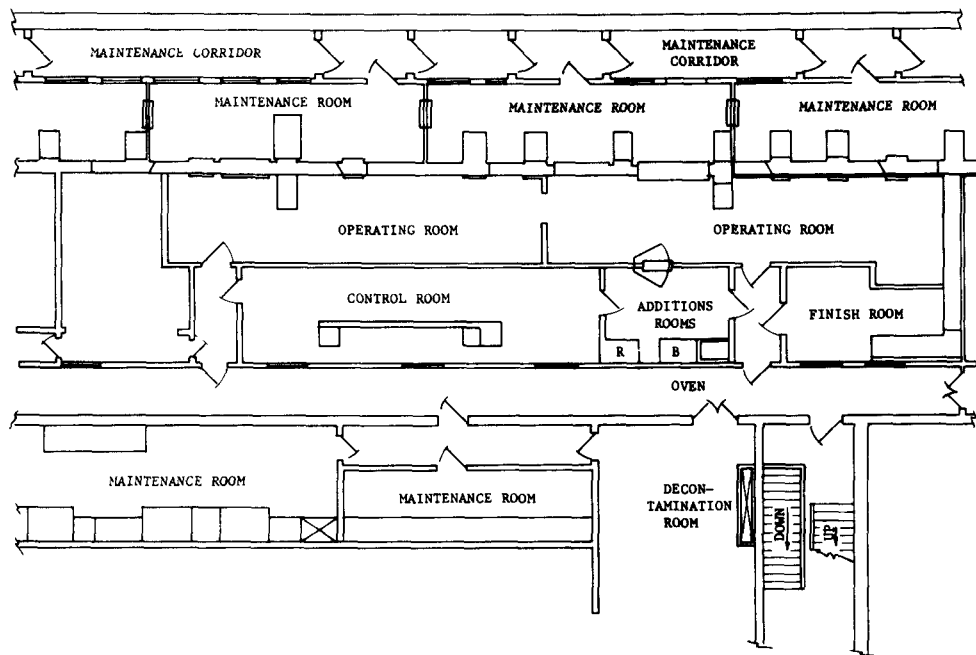 MAINTENANCE CORRIDOR
MAINTENANCE
CORRIDOR
MAINTENANCE ROOM
MAINTENANCE ROOM
MAINTENANCE ROOM
OPERATING ROOM
OPERATING ROOM
CONTROL ROOM
ADDITIONS
ROOMS
FINISH ROOM
R
B
OVEN
MAINTENANCE ROOM
MAINTENANCE ROOM
DECON-
TAMINATION
ROOM
DOWN
UP